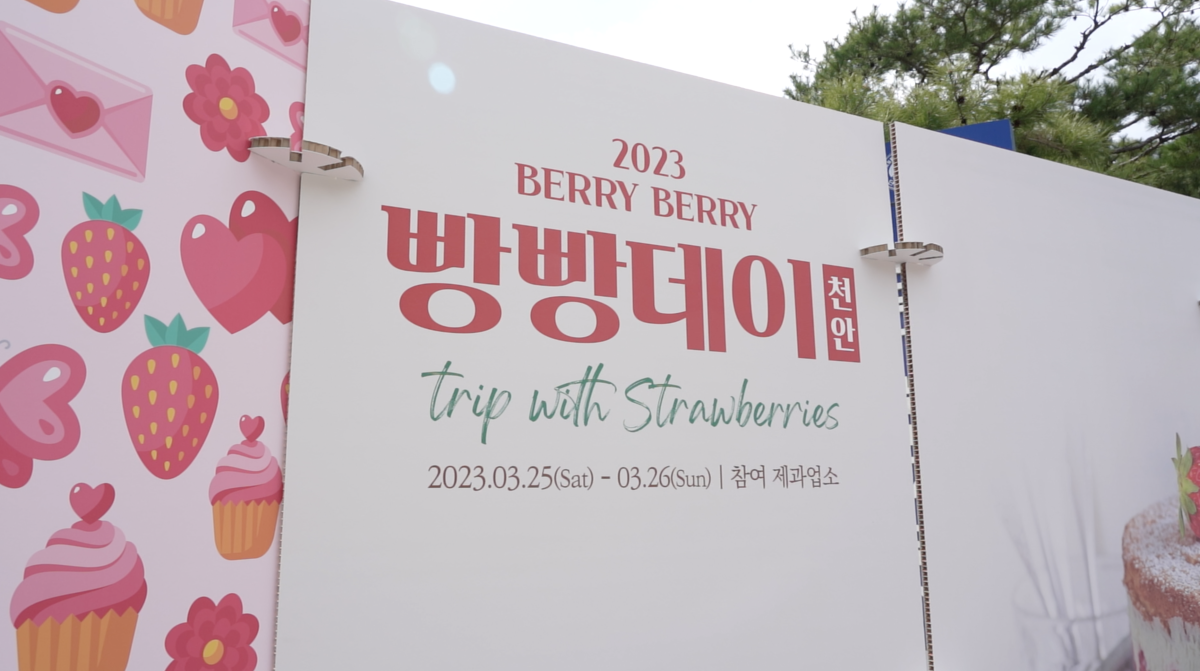 2023
BERRY BERRY
빵빵데이 천안
trip with Strawberries
2023.03.25(Sat) - 03.26(Sun) | 참여 제과업소